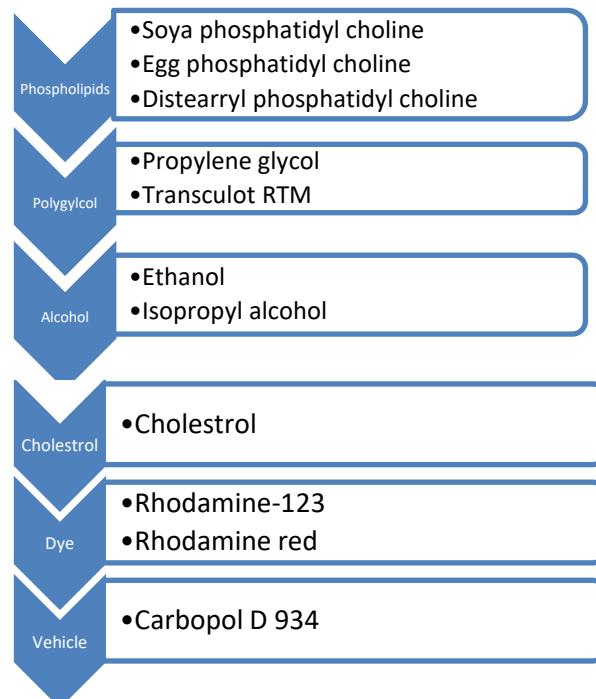 Phospholipids
•Soya phosphatidyl choline
•Egg phosphatidyl choline
•Distearryl phosphatidyl choline
Polygylcol
•Propylene glycol
•Transculot RTM
Alcohol
•Ethanol
•Isopropyl alcohol
Cholestrol
•Cholestrol
Dye
•Rhodamine-123
•Rhodamine red
Vehicle
•Carbopol D 934